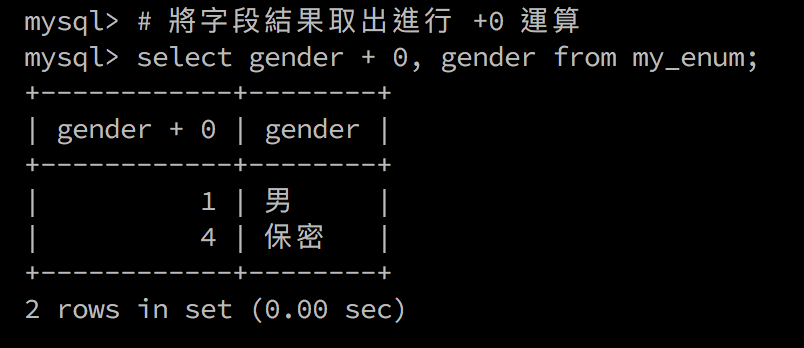 mysql> # 將字段結果取出進行 +0 運算
mysql> select gender + 0, gender from my_enum;
+------------+--------+
| gender + 0 | gender |
+------------+--------+
|          1 | 男     |
|          4 | 保密   |
+------------+--------+
2 rows in set (0.00 sec)